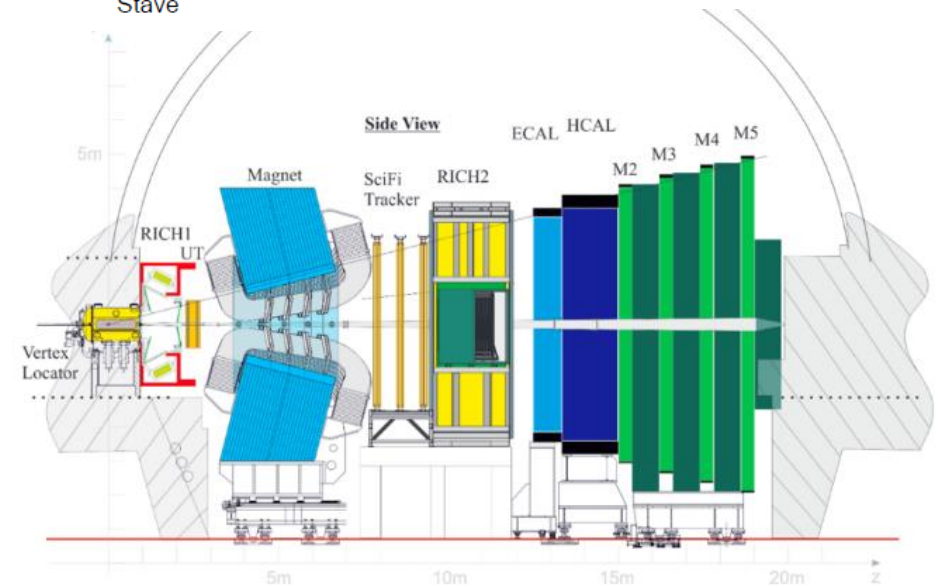 Stave
Side View
ECAL
HCAL
M5
M4
M3
M2
5m
Magnet
SciFi
Tracker
RICH2
RICH1
UT
Vertex
Locator
5m
10m
15m
20m
z